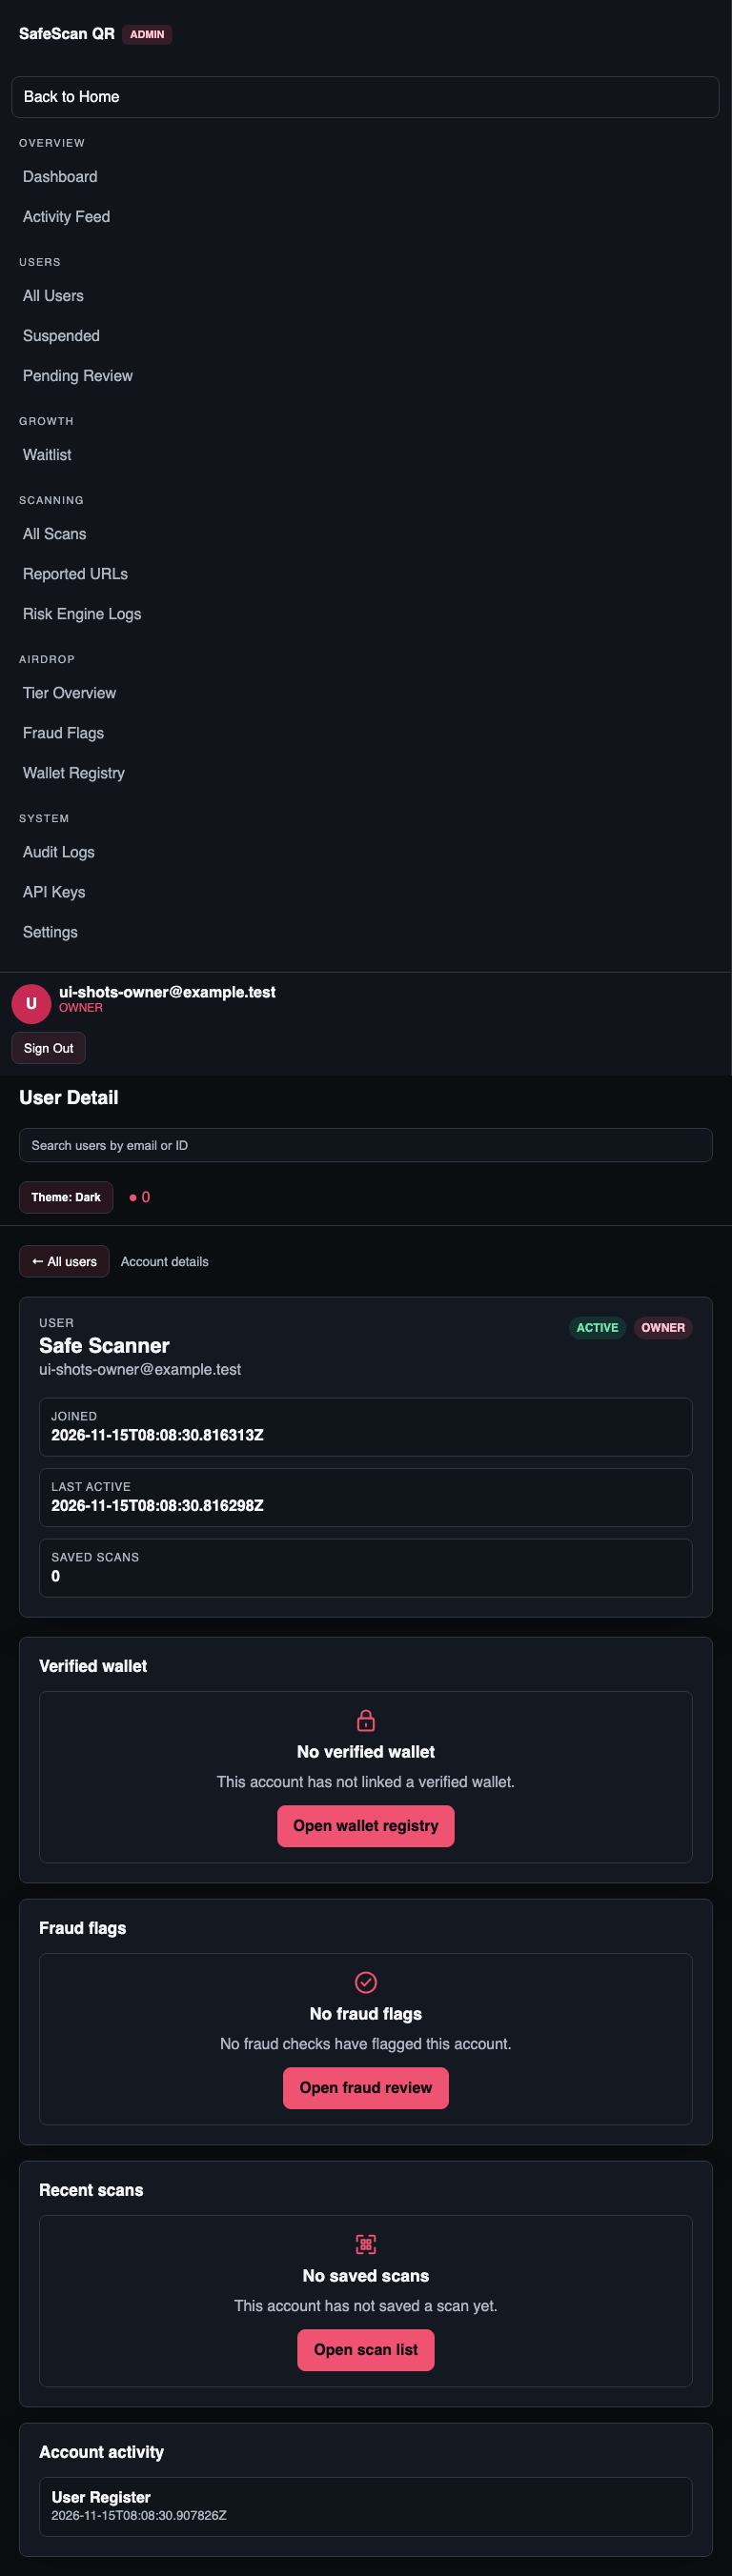 SafeScan QR ADMIN
Back to Home
OVERVIEW
Dashboard
Activity Feed
USERS
All Users
Suspended
Pending Review
GROWTH
Waitlist
SCANNING
All Scans
Reported URLs
Risk Engine Logs
AIRDROP
Tier Overview
Fraud Flags
Wallet Registry
SYSTEM
Audit Logs
API Keys
Settings
U
ui-shots-owner@example.test
OWNER
Sign Out
User Detail
Search users by email or ID
Theme: Dark
● 0
← All users
Account details
USER
ACTIVE
OWNER
Safe Scanner
ui-shots-owner@example.test
JOINED
2026-11-15T08:08:30.816313Z
LAST ACTIVE
2026-11-15T08:08:30.816298Z
SAVED SCANS
0
Verified wallet
No verified wallet
This account has not linked a verified wallet.
Open wallet registry
Fraud flags
No fraud flags
No fraud checks have flagged this account.
Open fraud review
Recent scans
No saved scans
This account has not saved a scan yet.
Open scan list
Account activity
User Register
2026-11-15T08:08:30.907826Z